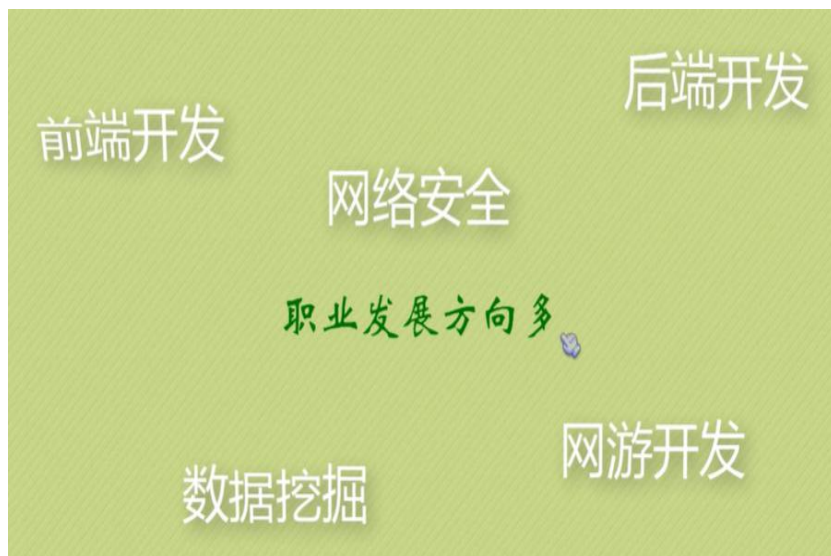 后端开发
前端开发
网络安全
职业发展方向多
网游开发
数据挖掘